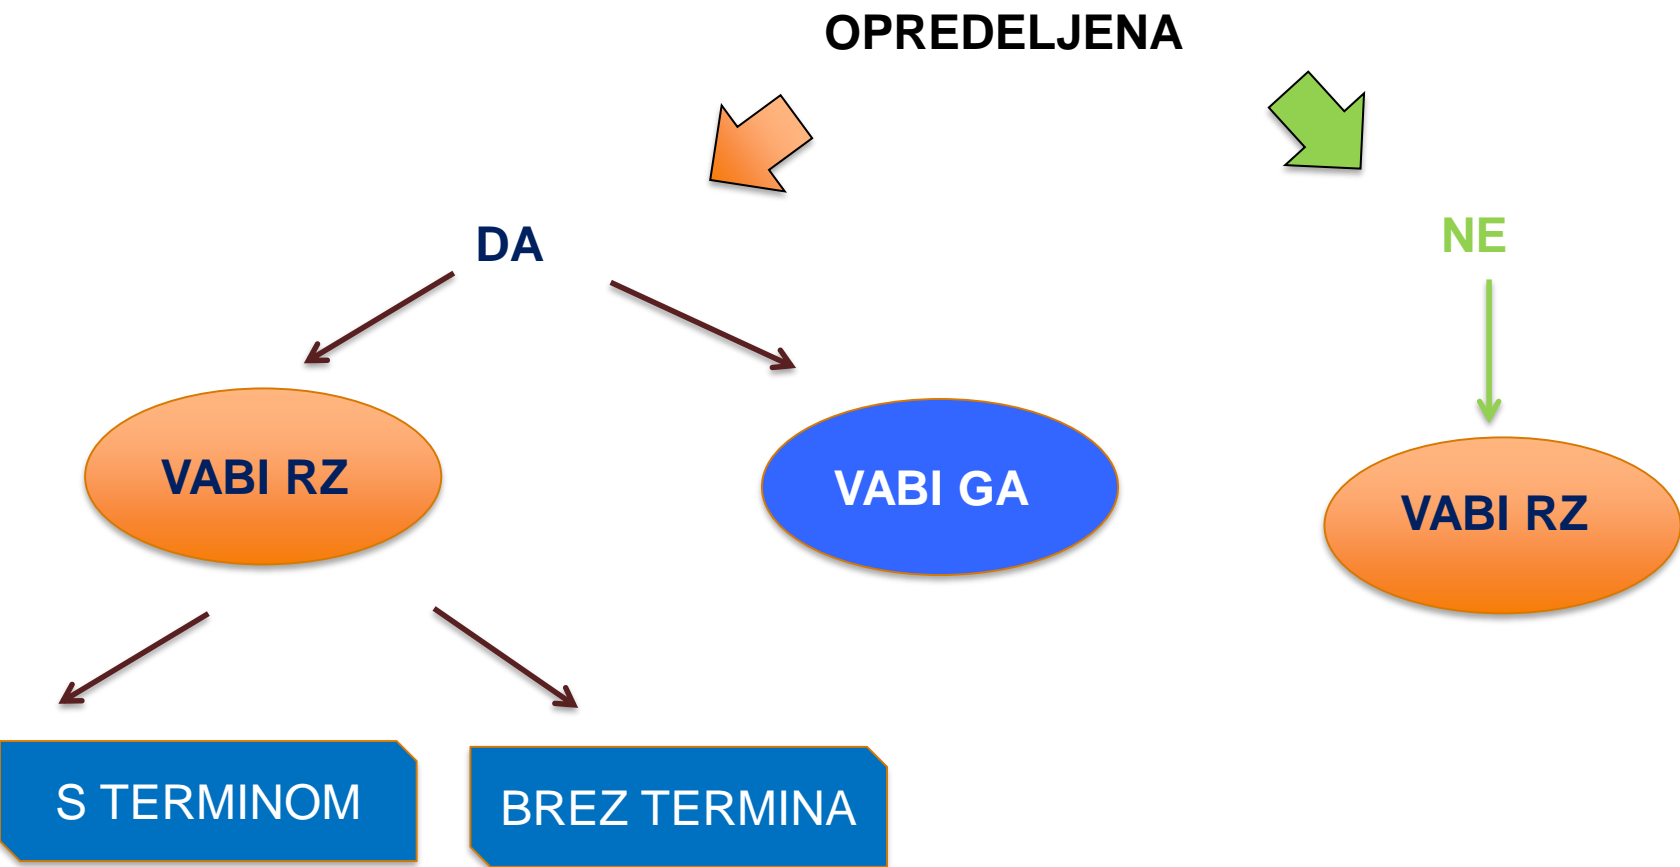 OPREDELJENA
DA
NE
VABI RZ
VABI GA
VABI RZ
S TERMINOM
BREZ TERMINA